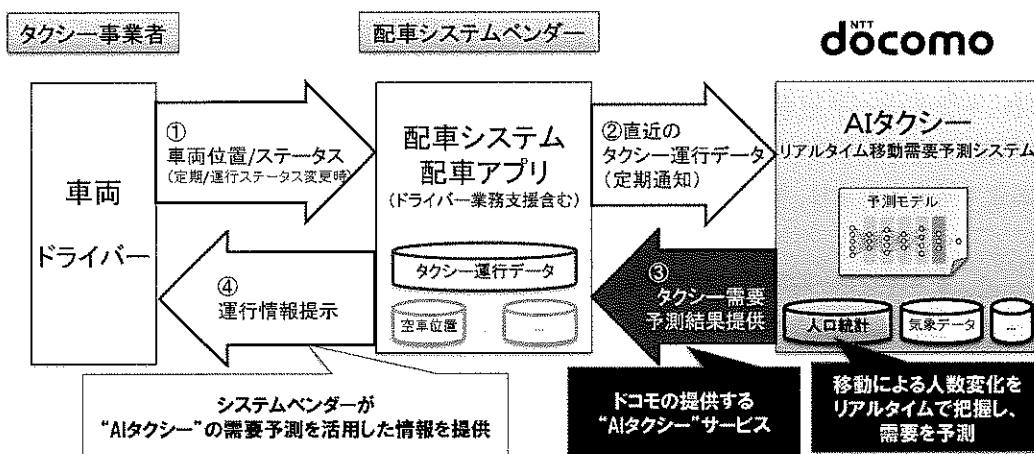 タクシー事業者
配車システムベンダー
NTT
döcomo
車両
ドライバー
①
車両位置/ステータス
(定期/運行ステータス変更時)
配車システム
配車アプリ
(ドライバー業務支援含む)
タクシー運行データ
空車位置
...
...
②直近の
タクシー運行データ
(定期通知)
AIタクシー
リアルタイム移動需要予測システム
予測モデル
人口統計
気象データ
...
③
タクシー需要
予測結果提供
④
運行情報提示
システムベンダーが
“AIタクシー”の需要予測を活用した情報を提供
ドコモの提供する
“AIタクシー”サービス
移動による人数変化を
リアルタイムで把握し、
需要を予測